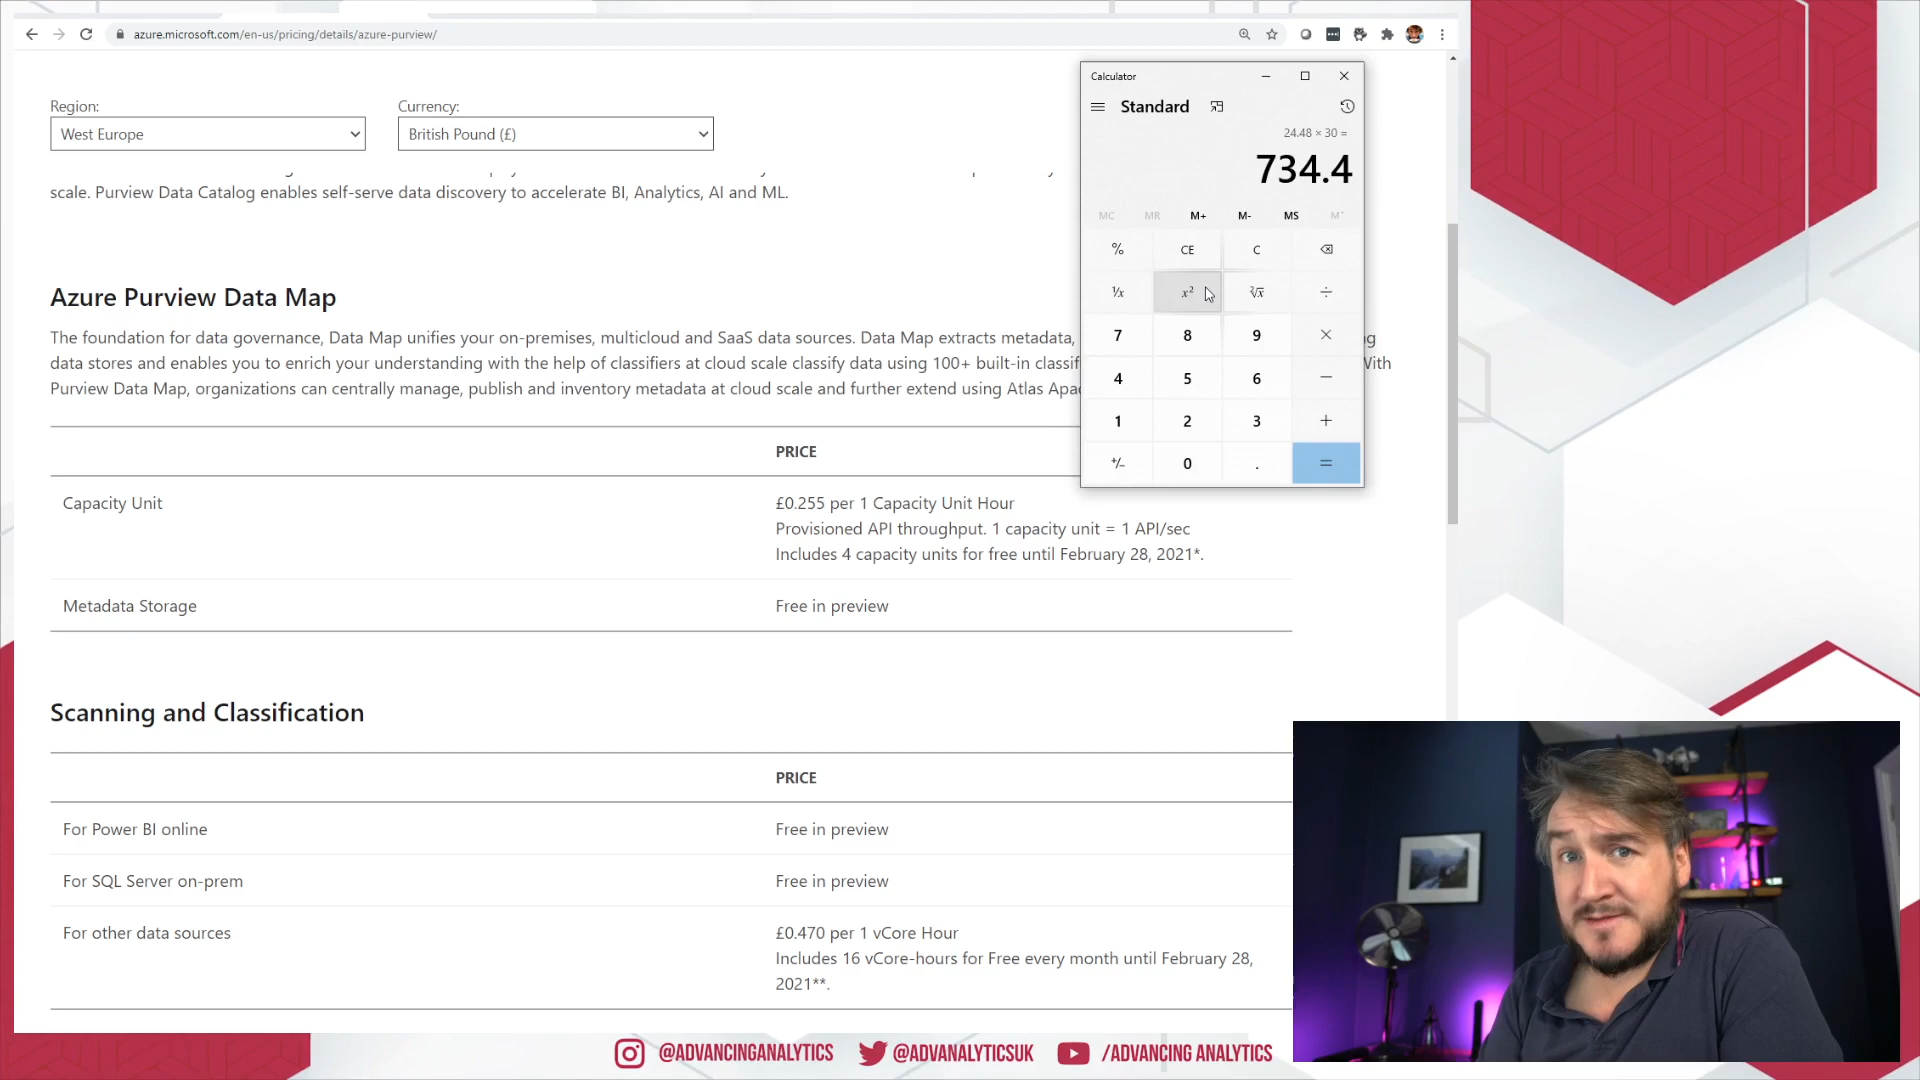 azure.microsoft.com/en-us/pricing/details/azure-purview/
Region:
Currency:
West Europe
British Pound (£)
scale. Purview Data Catalog enables self-serve data discovery to accelerate BI, Analytics, AI and ML.
Azure Purview Data Map
The foundation for data governance, Data Map unifies your on-premises, multicloud and SaaS data sources. Data Map extracts metadata,
data stores and enables you to enrich your understanding with the help of classifiers at cloud scale classify data using 100+ built-in classif
Purview Data Map, organizations can centrally manage, publish and inventory metadata at cloud scale and further extend using Atlas Apa
PRICE
Capacity Unit
£0.255 per 1 Capacity Unit Hour
Provisioned API throughput. 1 capacity unit = 1 API/sec
Includes 4 capacity units for free until February 28, 2021*.
Metadata Storage
Free in preview
Scanning and Classification
PRICE
For Power BI online
Free in preview
For SQL Server on-prem
Free in preview
For other data sources
£0.470 per 1 vCore Hour
Includes 16 vCore-hours for Free every month until February 28,
2021**.
Calculator
Standard
24.48 × 30 =
734.4
MC MR M+ M- MS M˅
% CE C
¹/x x² ²√x ÷
7 8 9 ×
4 5 6 −
1 2 3 +
+/− 0 . =
@ADVANCINGANALYTICS
@ADVANALYTICSUK
/ADVANCING ANALYTICS